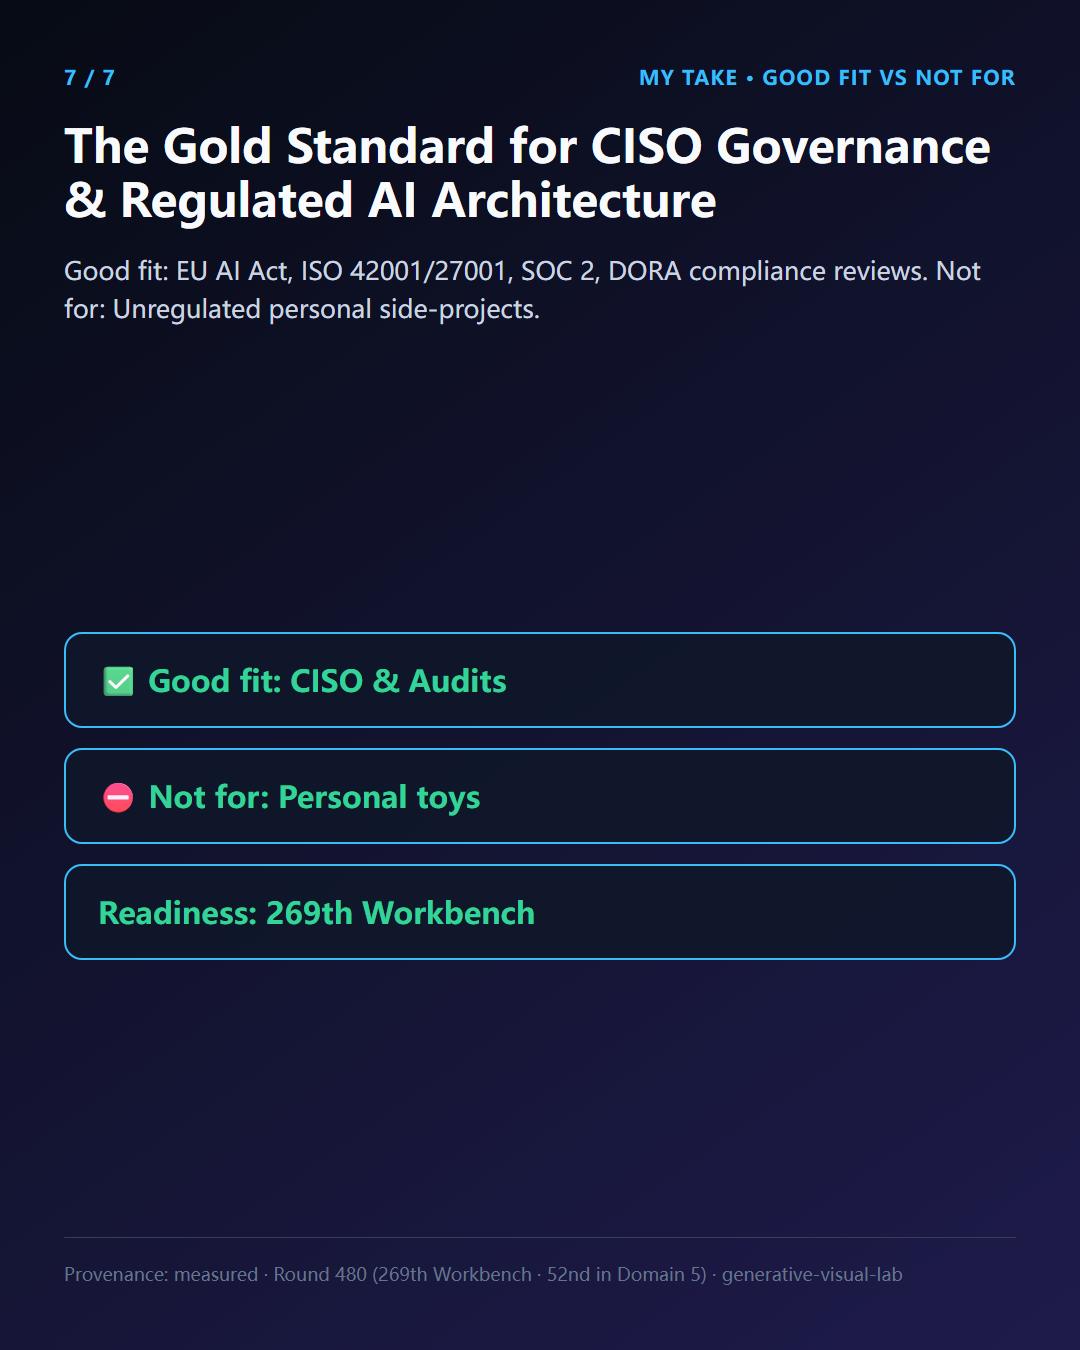 7 / 7
MY TAKE • GOOD FIT VS NOT FOR
The Gold Standard for CISO Governance
& Regulated AI Architecture
Good fit: EU AI Act, ISO 42001/27001, SOC 2, DORA compliance reviews. Not
for: Unregulated personal side-projects.
✅ Good fit: CISO & Audits
⛔ Not for: Personal toys
Readiness: 269th Workbench
Provenance: measured · Round 480 (269th Workbench · 52nd in Domain 5) · generative-visual-lab